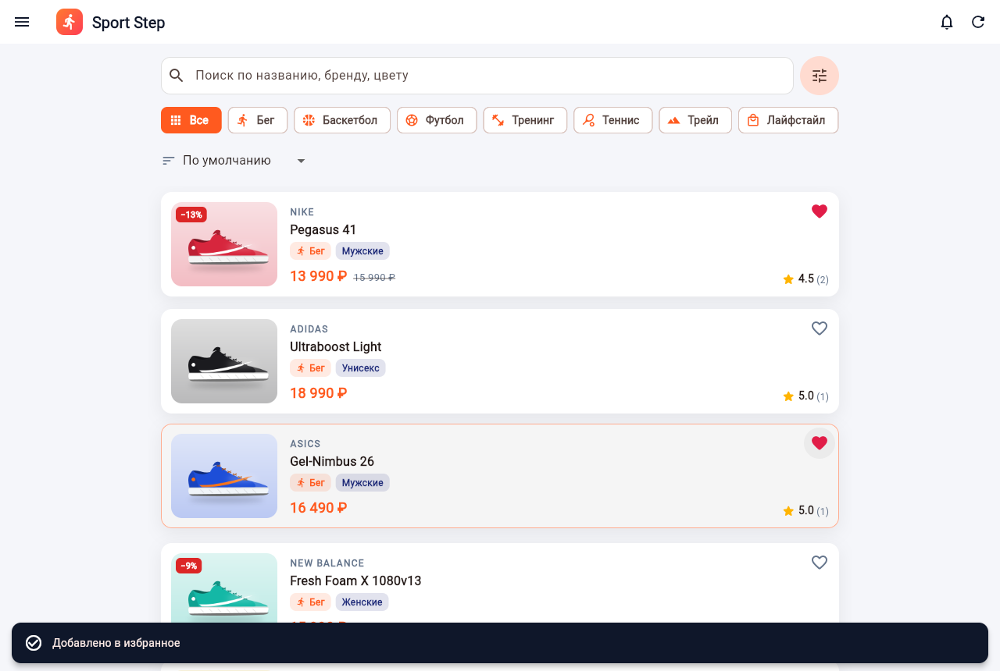 Sport Step
Поиск по названию, бренду, цвету
Все Бег Баскетбол Футбол Тренинг Теннис Трейл Лайфстайл
По умолчанию
−13%
NIKE
Pegasus 41
Бег Мужские
13 990 ₽ 15 990 ₽
4.5 (2)
ADIDAS
Ultraboost Light
Бег Унисекс
18 990 ₽
5.0 (1)
ASICS
Gel-Nimbus 26
Бег Мужские
16 490 ₽
5.0 (1)
−9%
NEW BALANCE
Fresh Foam X 1080v13
Бег Женские
Добавлено в избранное